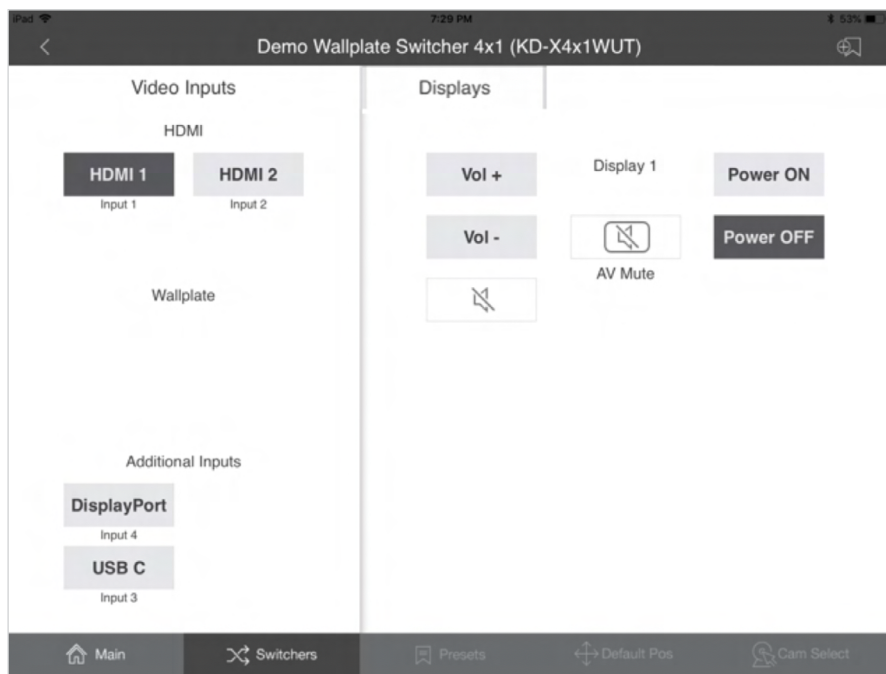 iPad 7:29 PM 53%
Demo Wallplate Switcher 4x1 (KD-X4x1WUT)
Video Inputs
HDMI
HDMI 1 HDMI 2
Input 1 Input 2
Wallplate
Additional Inputs
DisplayPort
Input 4
USB C
Input 3
Displays
Vol + Display 1 Power ON
Vol - Power OFF
AV Mute
Main Switchers Presets Default Pos Cam Select